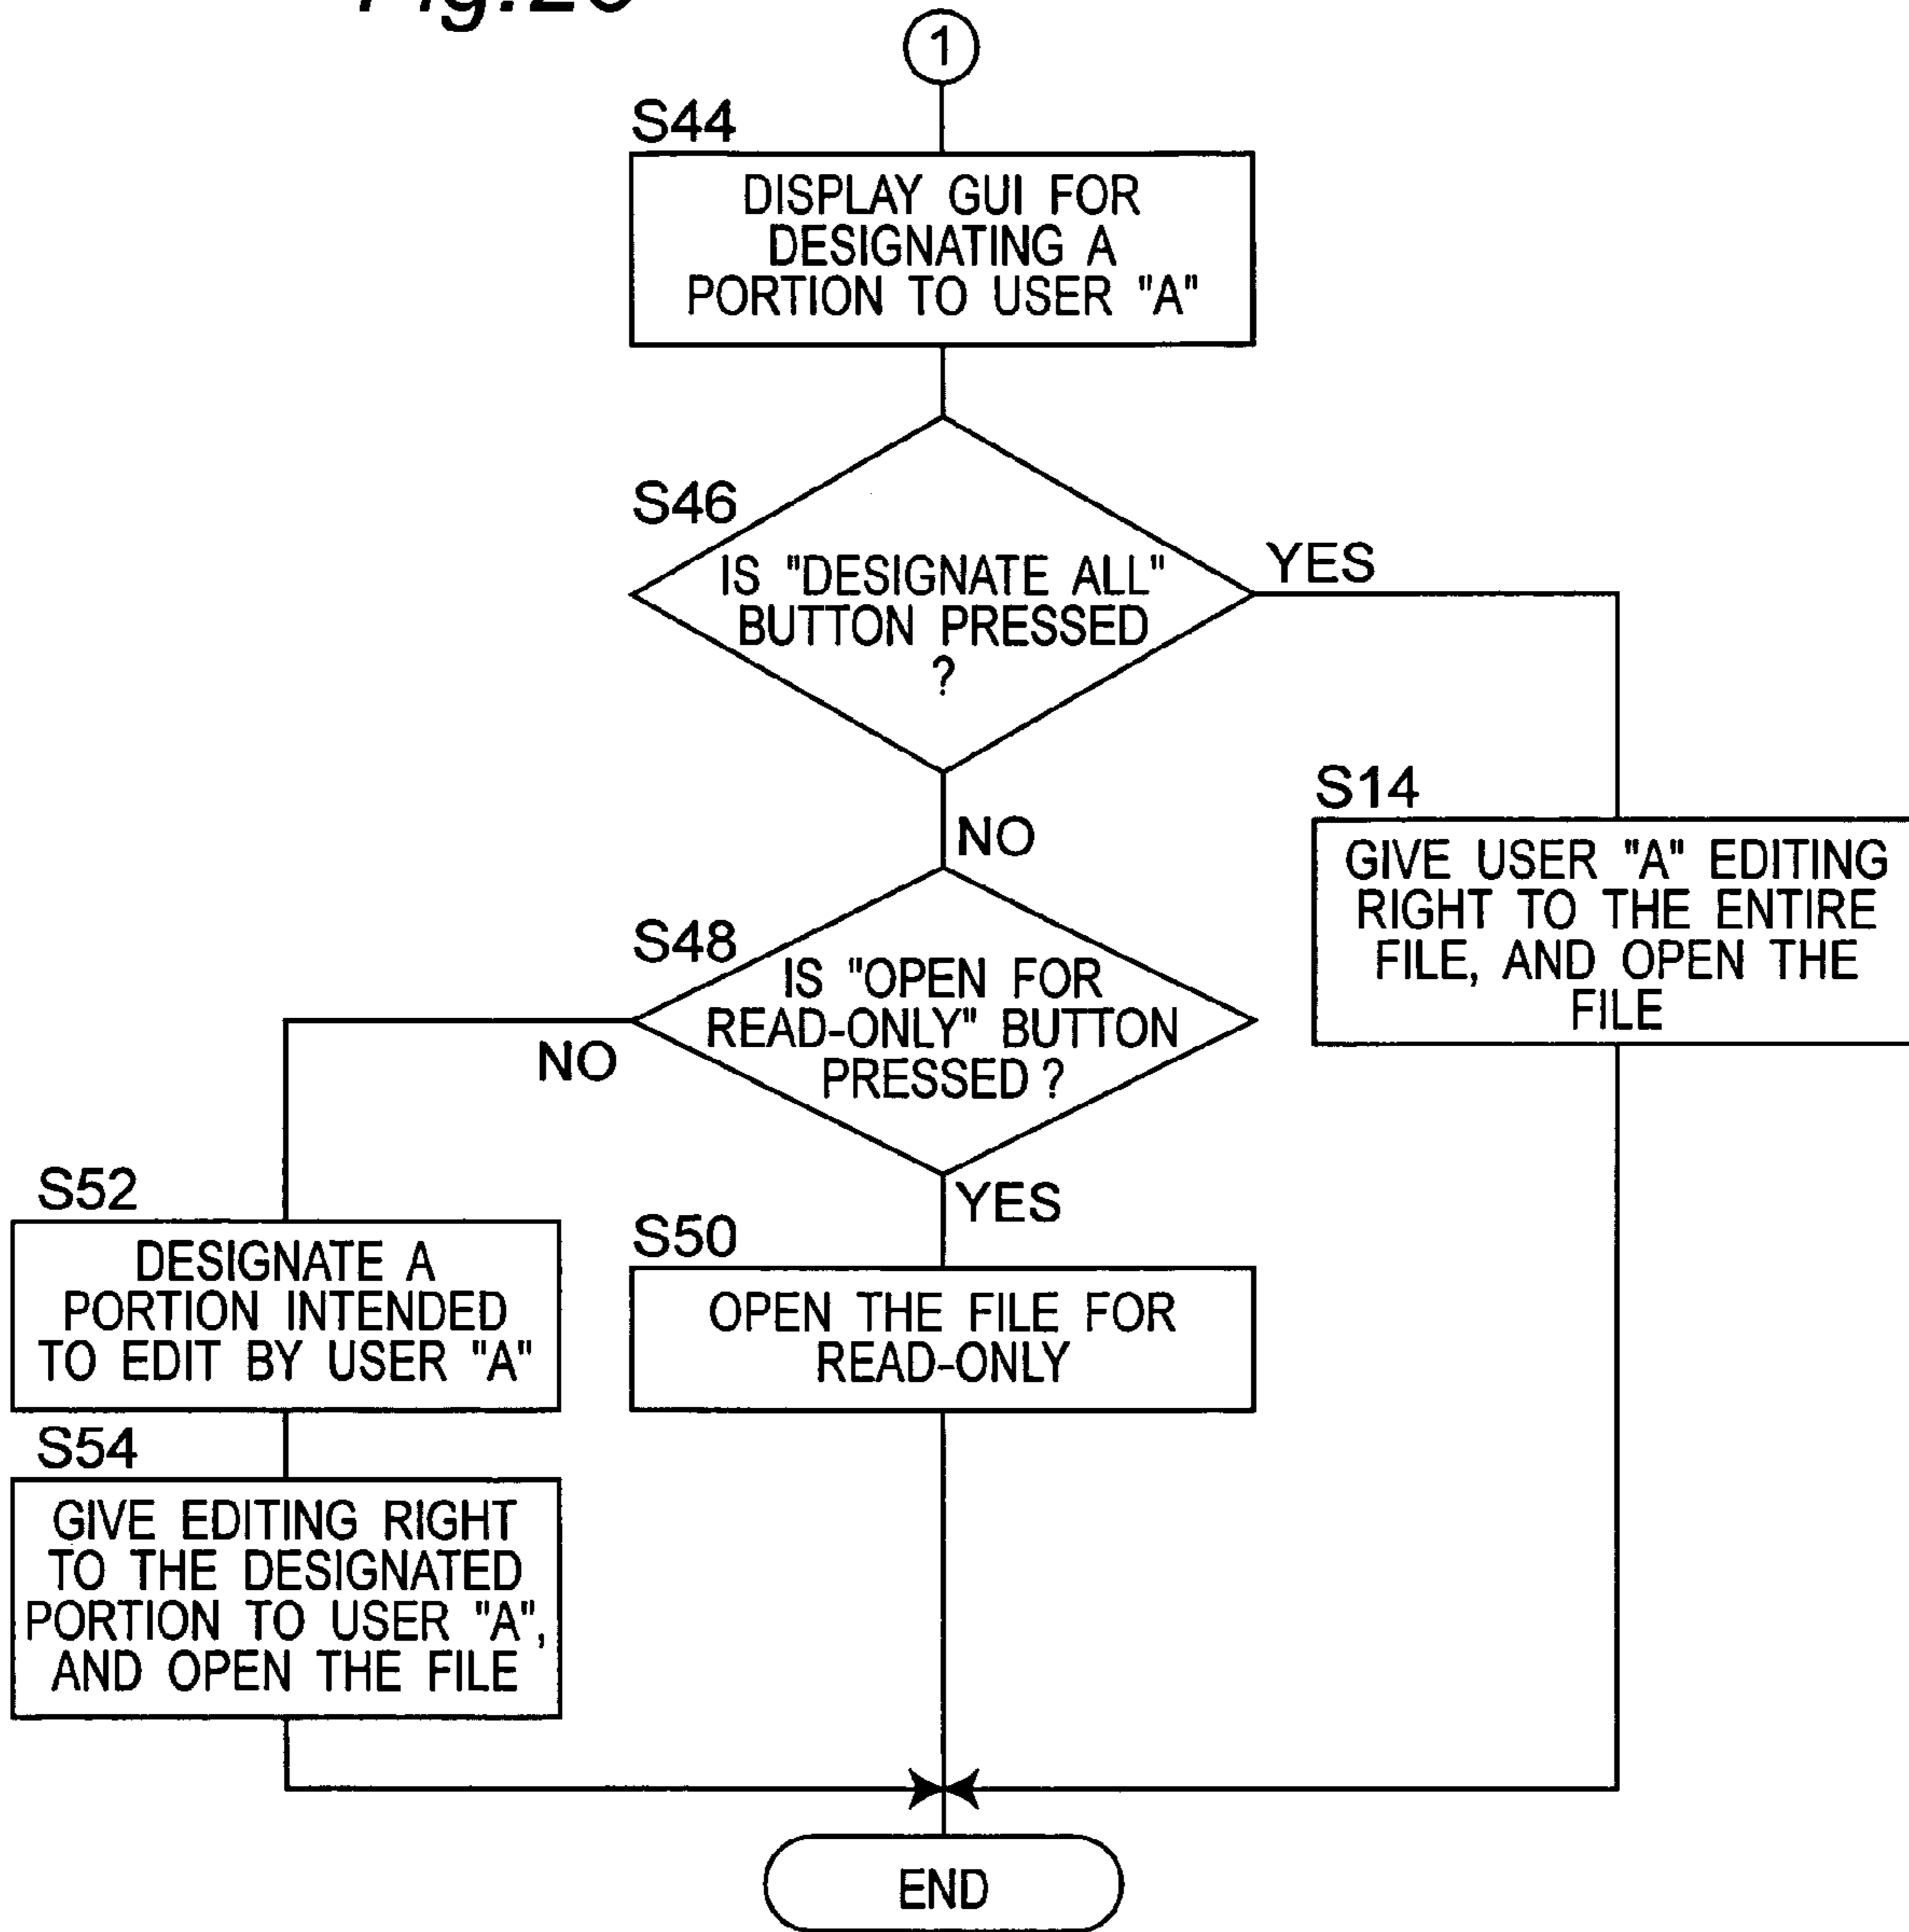 1
S44
DISPLAY GUI FOR
DESIGNATING A
PORTION TO USER "A"
S46
IS "DESIGNATE ALL"
BUTTON PRESSED
?
YES
NO
S14
GIVE USER "A" EDITING
RIGHT TO THE ENTIRE
FILE, AND OPEN THE
FILE
S48
IS "OPEN FOR
READ-ONLY" BUTTON
PRESSED ?
NO
YES
S52
DESIGNATE A
PORTION INTENDED
TO EDIT BY USER "A"
S50
OPEN THE FILE FOR
READ-ONLY
S54
GIVE EDITING RIGHT
TO THE DESIGNATED
PORTION TO USER "A",
AND OPEN THE FILE
END